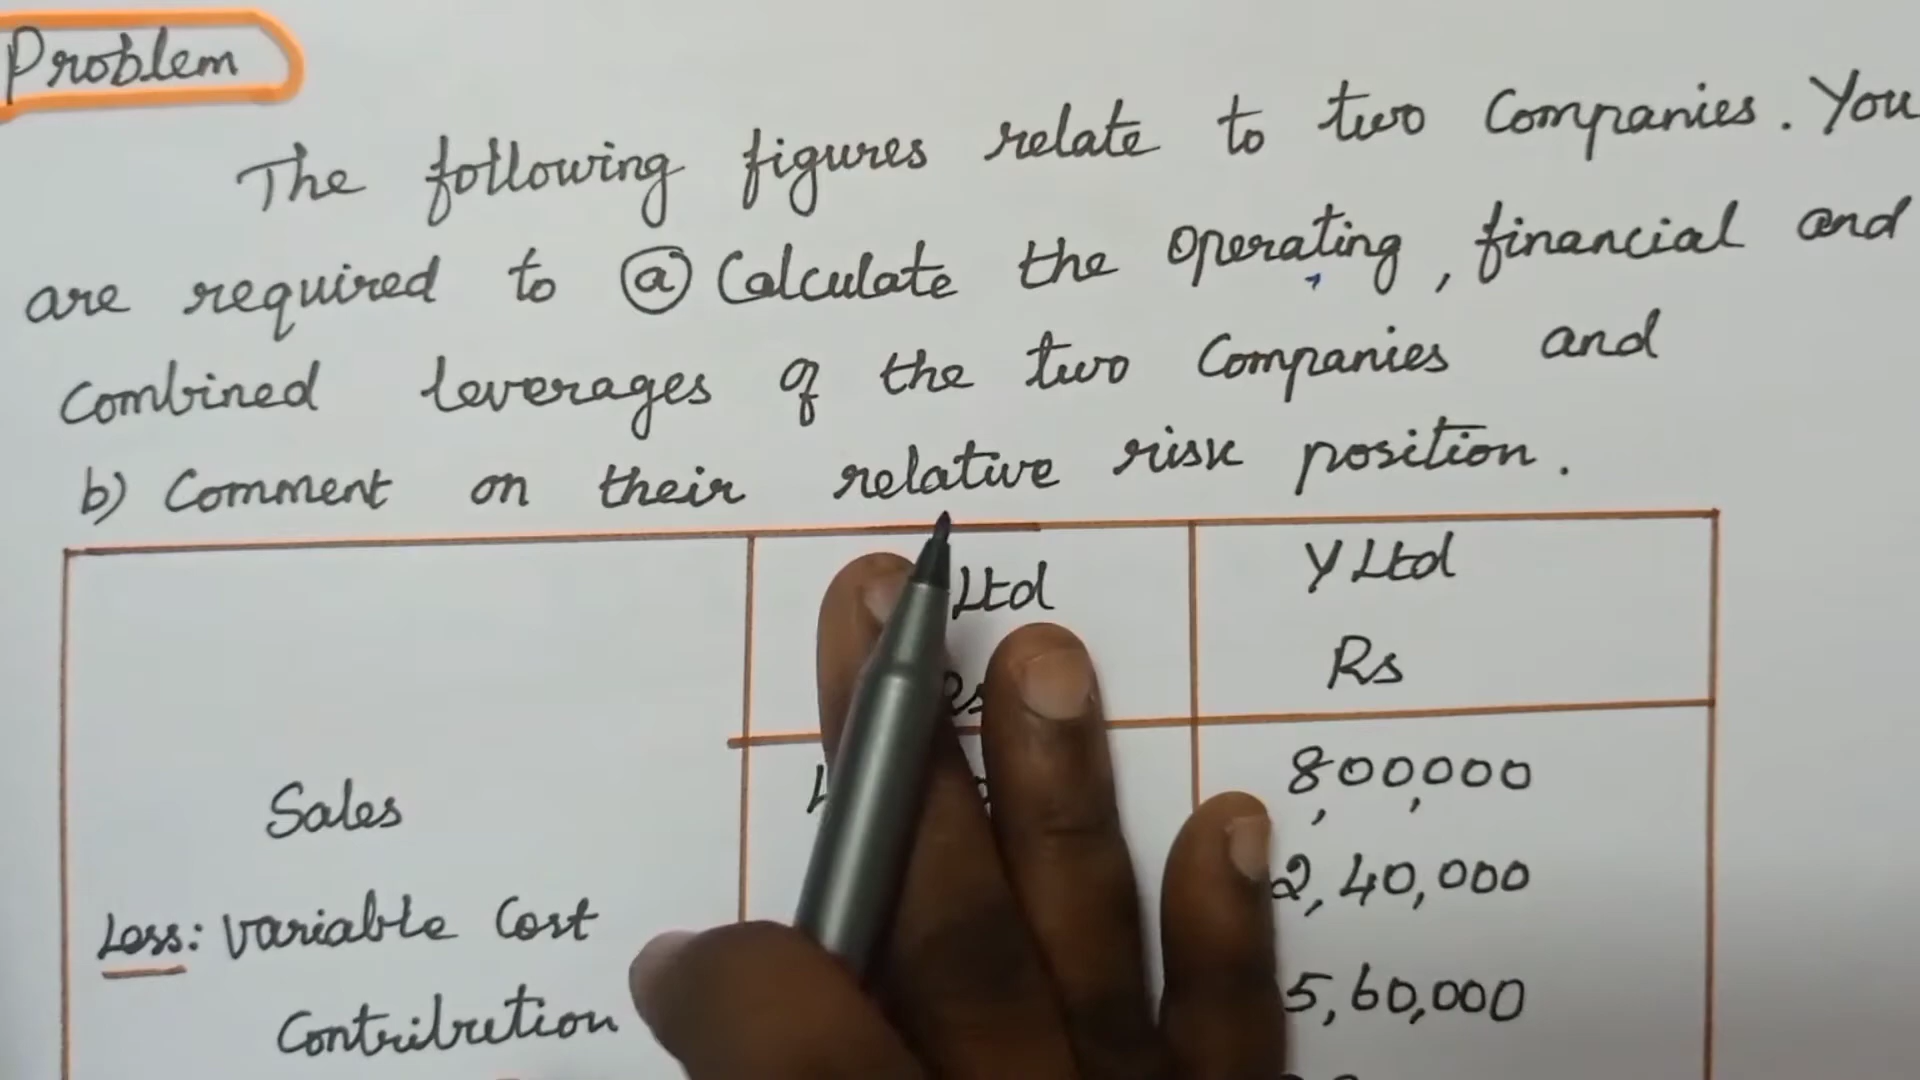 Problem
The following figures relate to two Companies. You
are required to (a) Calculate the operating, financial and
combined leverages of the two Companies and
b) Comment on their relative risk position.
Ltd Y Ltd
Rs
Sales 8,00,000
Less: Variable Cost 2,40,000
Contribution 5,60,000